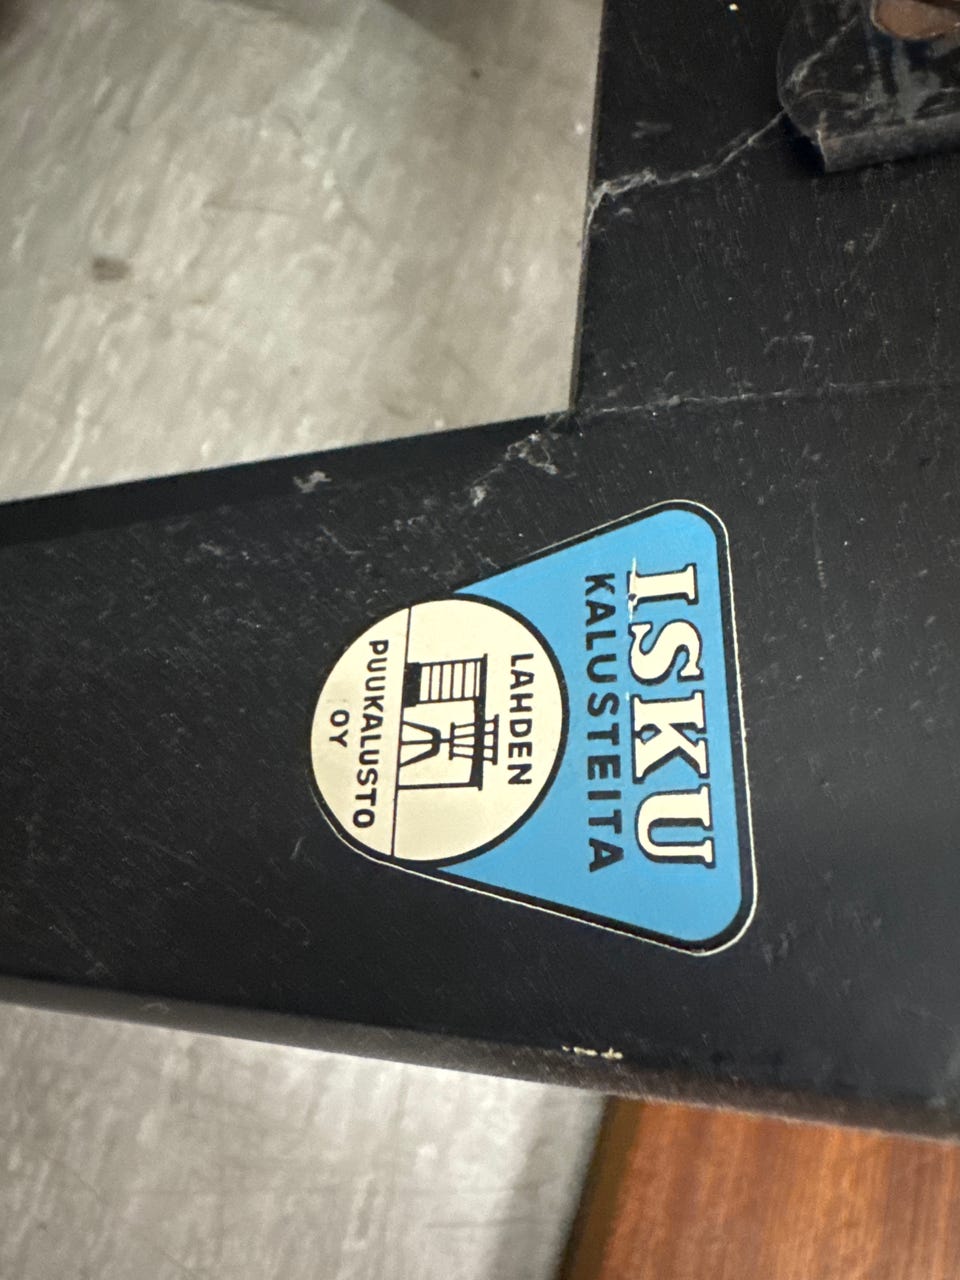 ISKU
KALUSTEITA
LAHDEN
PUUKALUSTO
OY